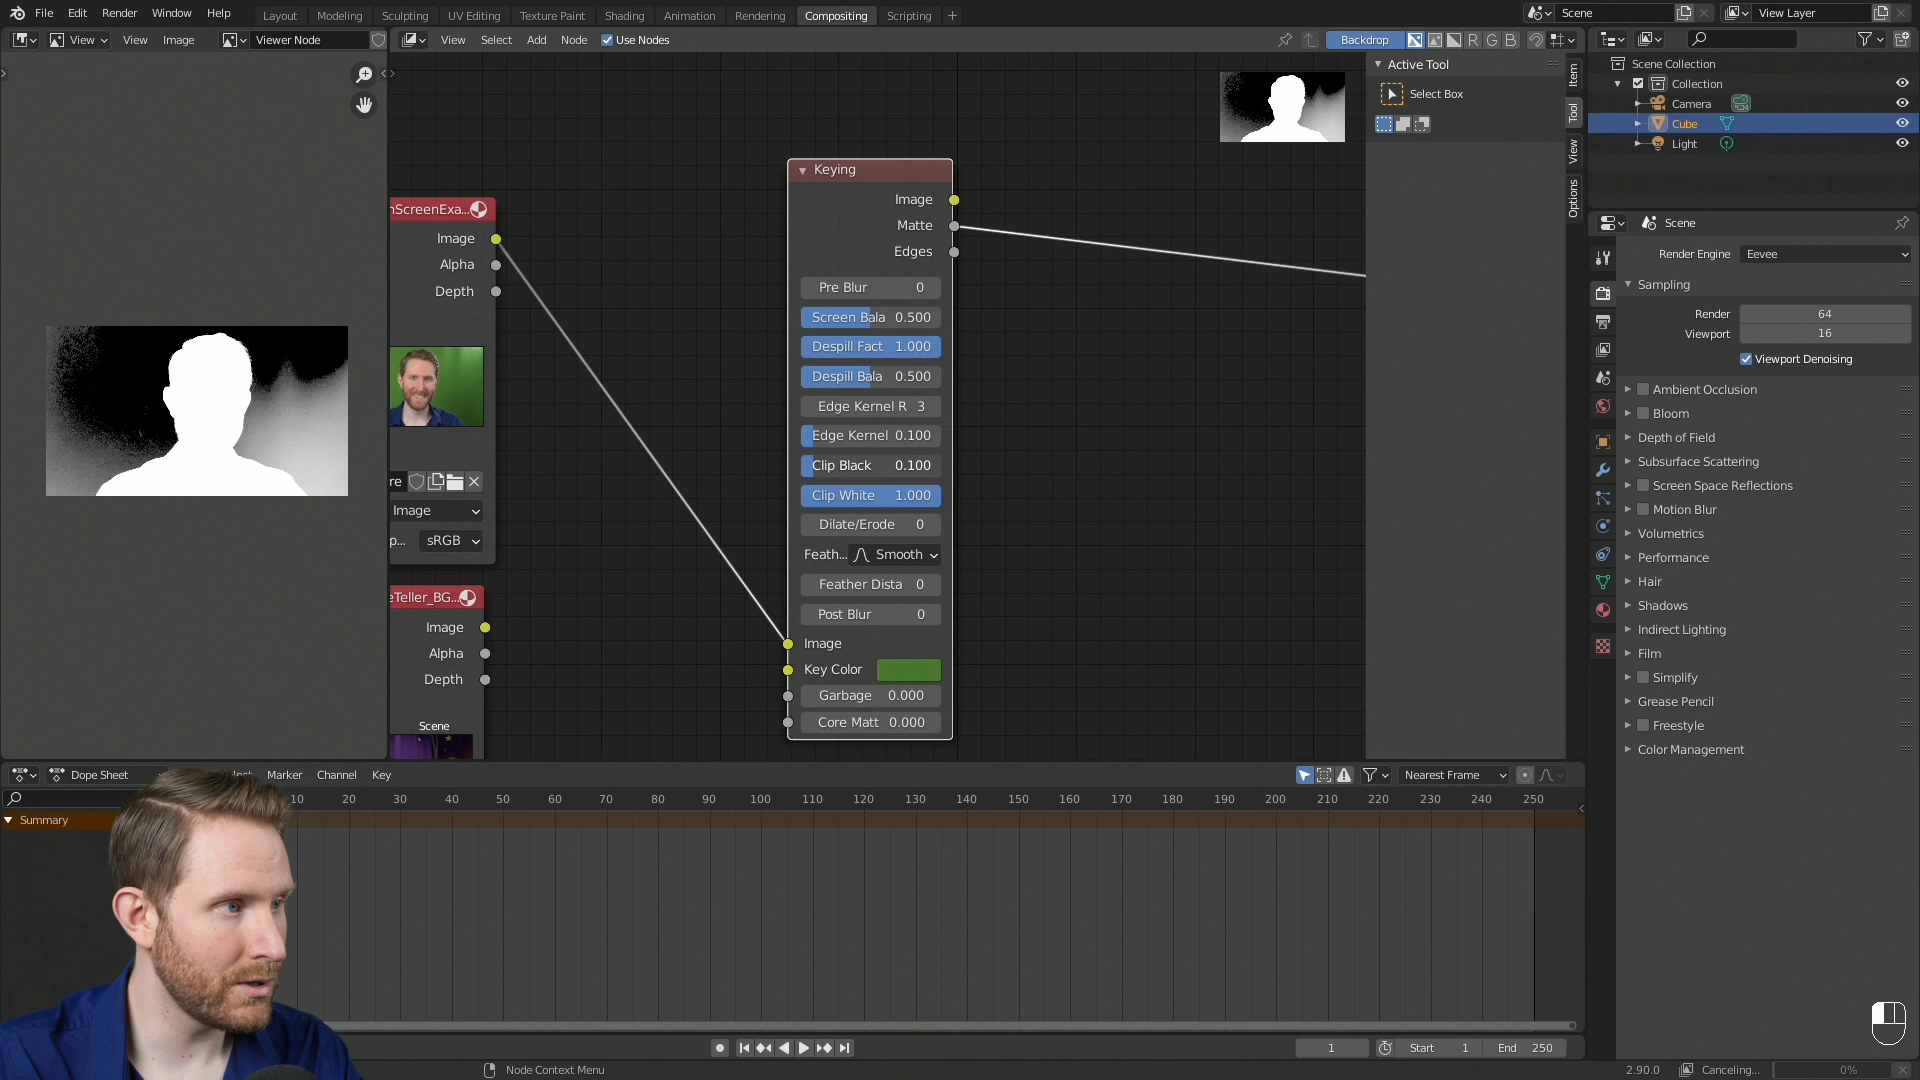 File Edit Render Window Help
Layout Modeling Sculpting UV Editing Texture Paint Shading Animation Rendering Compositing Scripting +
Scene View Layer
View View Image Viewer Node
View Select Add Node Use Nodes
Backdrop R G B
Active Tool
Select Box
Item
Tool
View
Options
nScreenExa...
Image
Alpha
Depth
re
Image
p... sRGB
eTeller_BG...
Image
Alpha
Depth
Scene
Keying
Image
Matte
Edges
Pre Blur 0
Screen Bala 0.500
Despill Fact 1.000
Despill Bala 0.500
Edge Kernel R 3
Edge Kernel 0.100
Clip Black 0.100
Clip White 1.000
Dilate/Erode 0
Feath... Smooth
Feather Dista 0
Post Blur 0
Image
Key Color
Garbage 0.000
Core Matt 0.000
Scene Collection
Collection
Camera
Cube
Light
Scene
Render Engine Eevee
Sampling
Render 64
Viewport 16
Viewport Denoising
Ambient Occlusion
Bloom
Depth of Field
Subsurface Scattering
Screen Space Reflections
Motion Blur
Volumetrics
Performance
Hair
Shadows
Indirect Lighting
Film
Simplify
Grease Pencil
Freestyle
Color Management
Dope Sheet Marker Channel Key
Nearest Frame
10 20 30 40 50 60 70 80 90 100 110 120 130 140 150 160 170 180 190 200 210 220 230 240 250
Summary
1 Start 1 End 250
Node Context Menu
2.90.0 Canceling... 0%